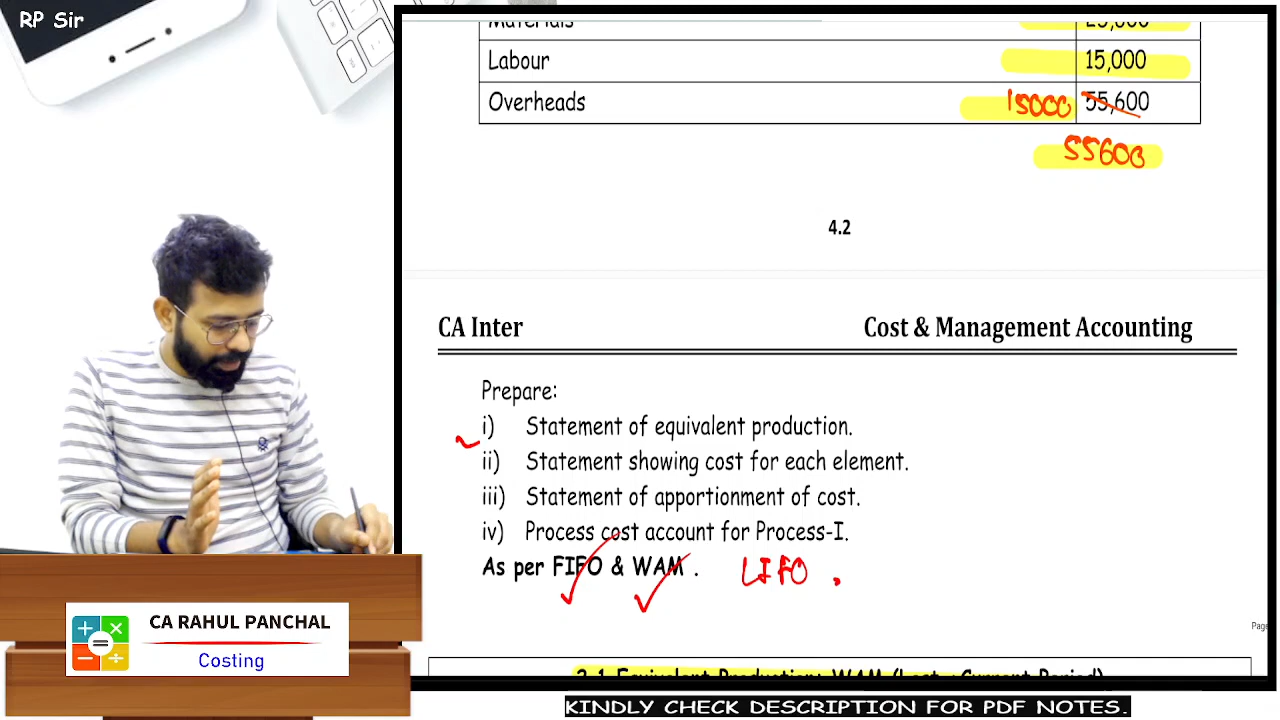 RP Sir
Materials
Labour 15,000
Overheads 15000 55,600
55600
4.2
CA Inter Cost & Management Accounting
Prepare:
i) Statement of equivalent production.
ii) Statement showing cost for each element.
iii) Statement of apportionment of cost.
iv) Process cost account for Process-I.
As per FIFO & WAM . LIFO .
Page
CA RAHUL PANCHAL
Costing
KINDLY CHECK DESCRIPTION FOR PDF NOTES.